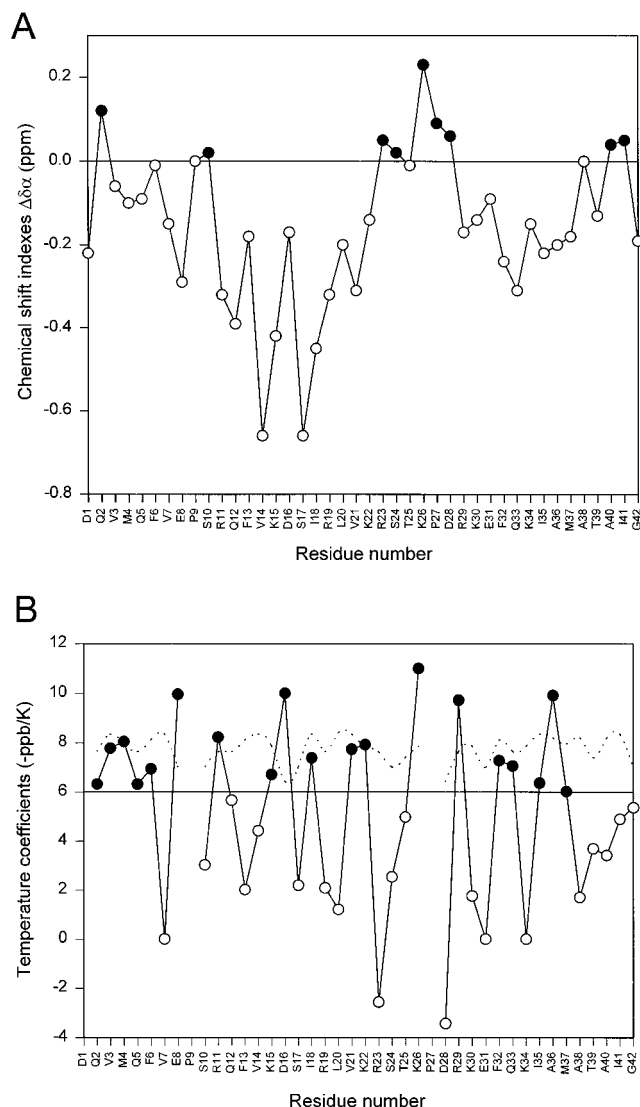 A
Chemical shift indexes Δδα (ppm)
0.2
0.0
-0.2
-0.4
-0.6
-0.8
D1 Q2 V3 M4 Q5 F6 V7 E8 P9 S10 R11 Q12 F13 V14 K15 D16 S17 I18 R19 L20 V21 K22 R23 S24 T25 K26 P27 D28 R29 K30 E31 F32 Q33 K34 I35 A36 M37 A38 T39 A40 I41 G42
Residue number
B
Temperature coefficients (-ppb/K)
12
10
8
6
4
2
0
-2
-4
D1 Q2 V3 M4 Q5 F6 V7 E8 P9 S10 R11 Q12 F13 V14 K15 D16 S17 I18 R19 L20 V21 K22 R23 S24 T25 K26 P27 D28 R29 K30 E31 F32 Q33 K34 I35 A36 M37 A38 T39 A40 I41 G42
Residue number